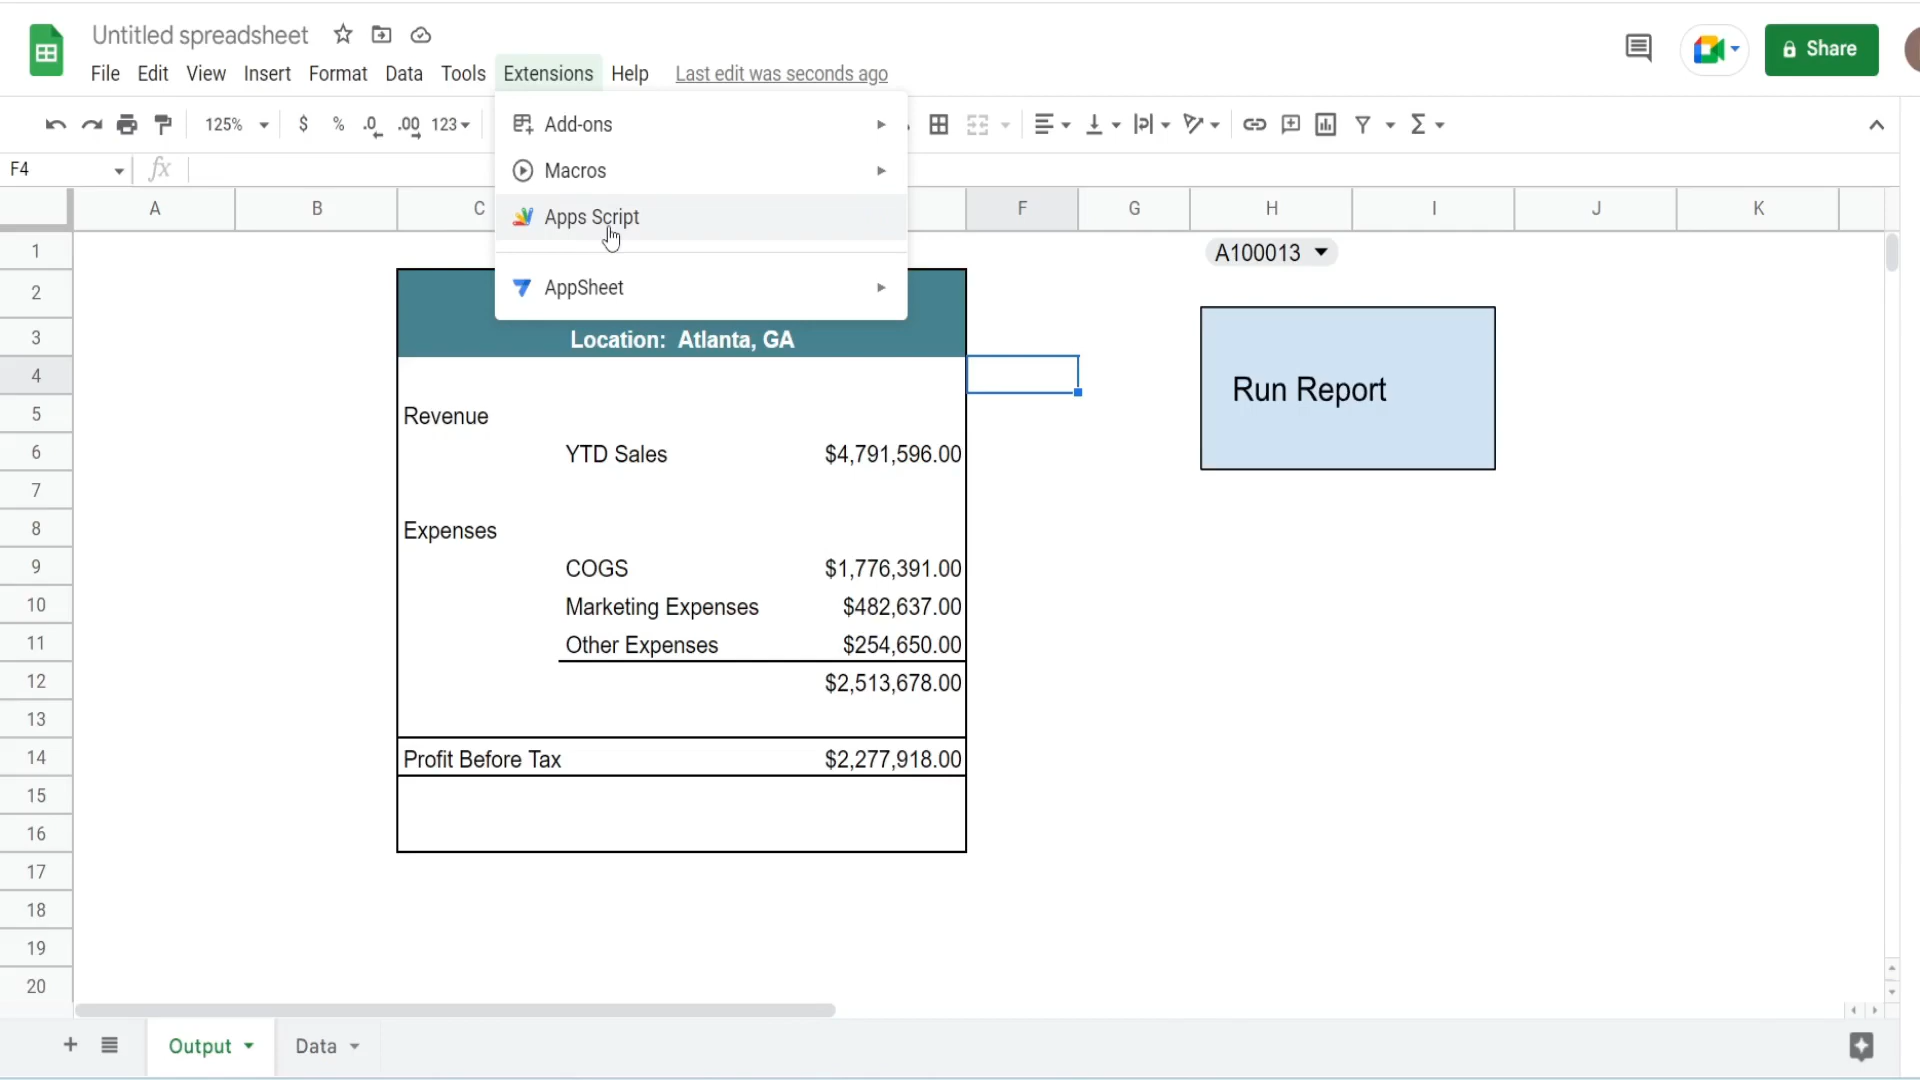 Untitled spreadsheet
File Edit View Insert Format Data Tools Extensions Help Last edit was seconds ago
Share
125% $ % .0 .00 123
Add-ons
Macros
Apps Script
AppSheet
F4 fx
A B C F G H I J K
1 A100013
2
3 Location: Atlanta, GA
4 Run Report
5 Revenue
6 YTD Sales $4,791,596.00
7
8 Expenses
9 COGS $1,776,391.00
10 Marketing Expenses $482,637.00
11 Other Expenses $254,650.00
12 $2,513,678.00
13
14 Profit Before Tax $2,277,918.00
15
16
17
18
19
20
Output Data